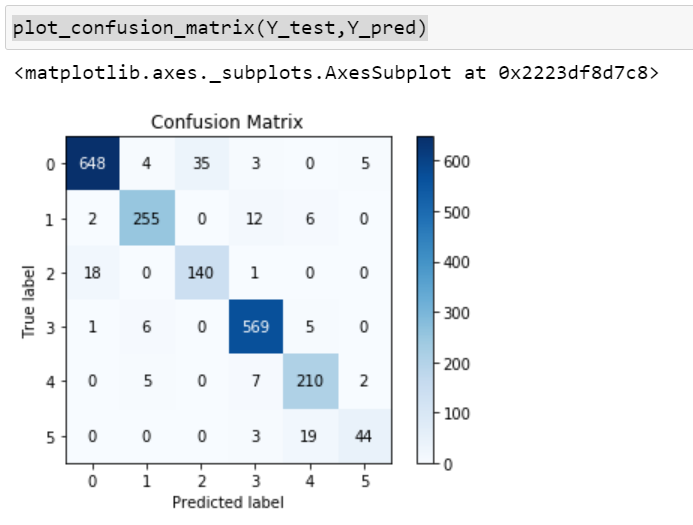 plot_confusion_matrix(Y_test,Y_pred)
<matplotlib.axes._subplots.AxesSubplot at 0x2223df8d7c8>
Confusion Matrix
0 648 4 35 3 0 5
1 2 255 0 12 6 0
2 18 0 140 1 0 0
3 1 6 0 569 5 0
4 0 5 0 7 210 2
5 0 0 0 3 19 44
0 1 2 3 4 5
Predicted label
True label
600
500
400
300
200
100
0